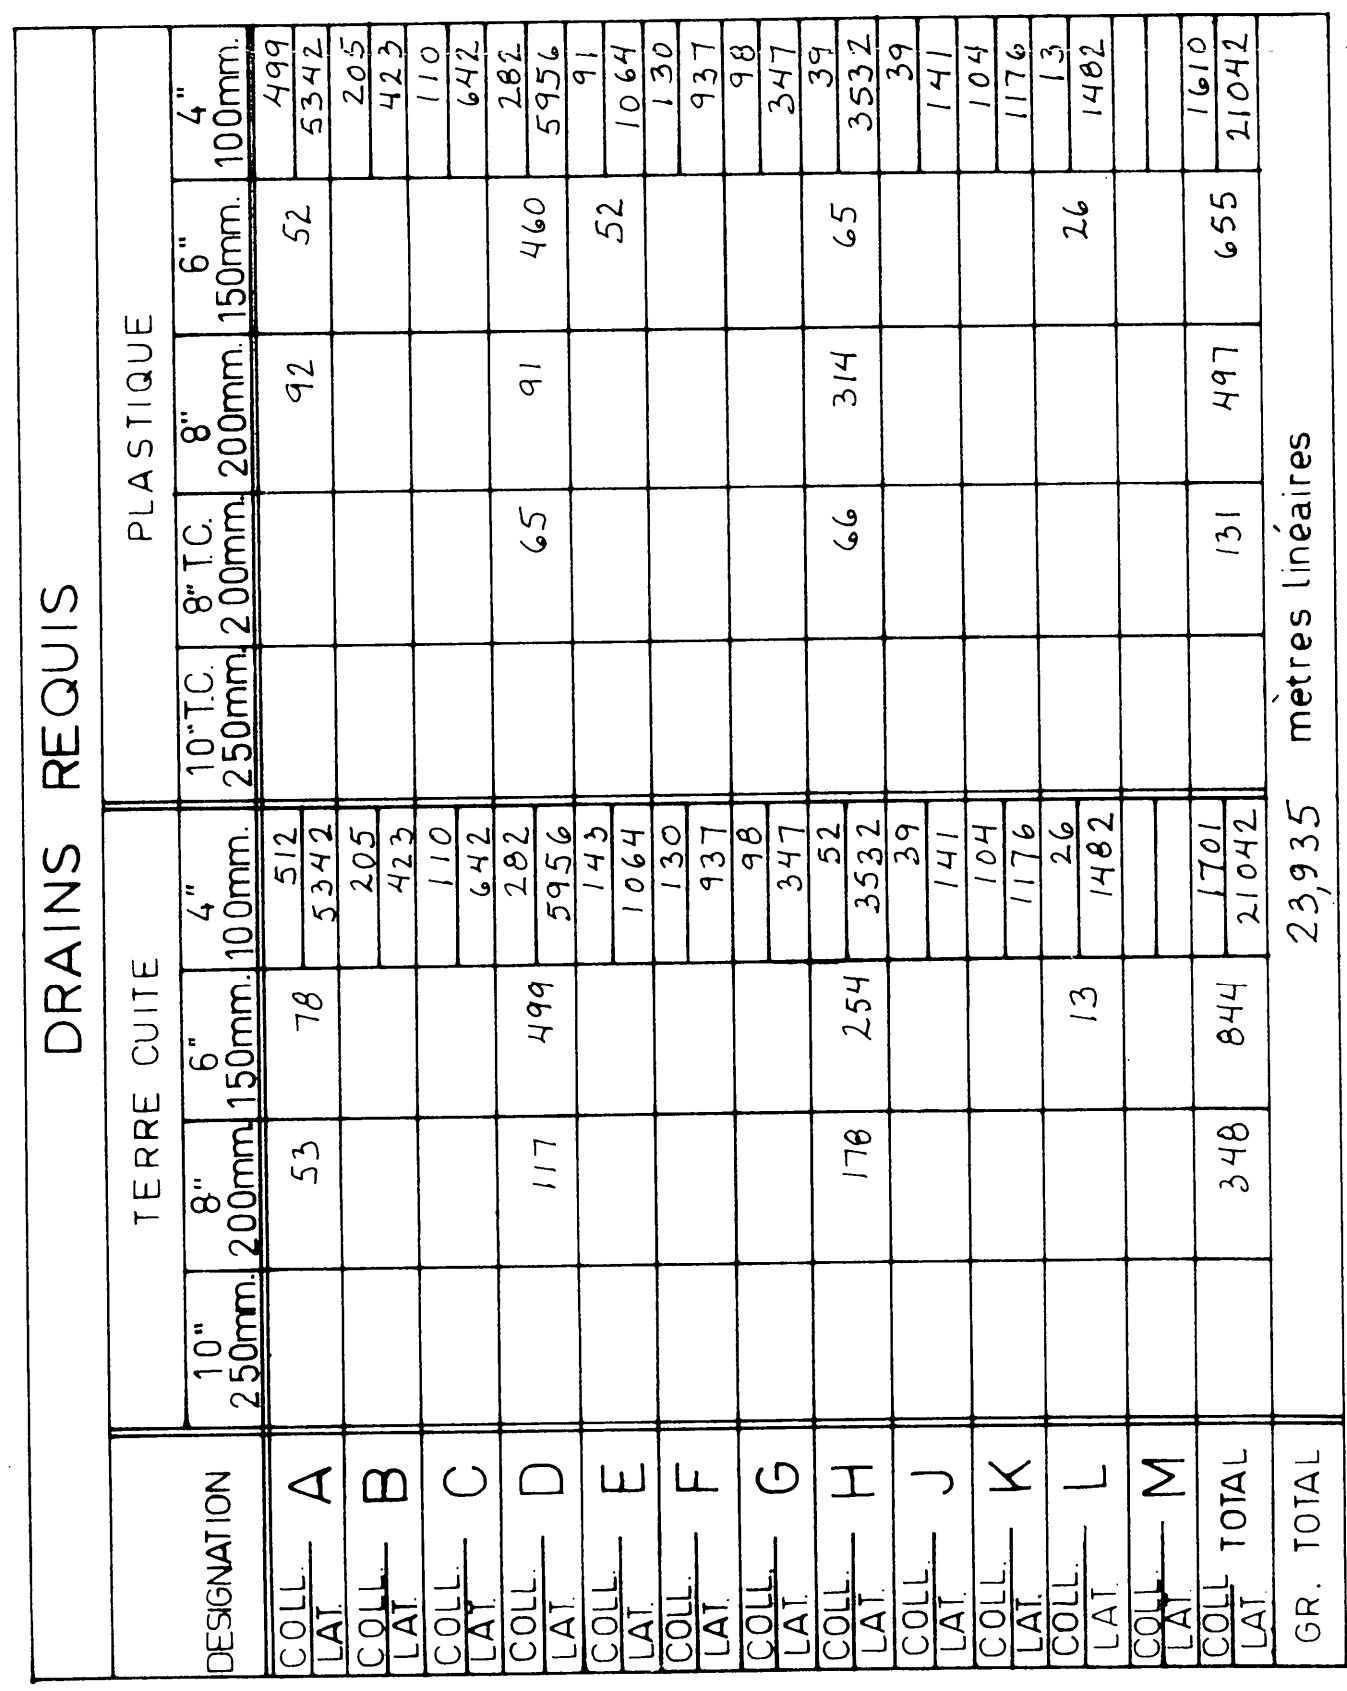 DRAINS REQUIS
TERRE CUITE PLASTIQUE
DESIGNATION 10" 250mm. 8" 200mm. 6" 150mm. 4" 100mm. 10" T.C. 250mm. 8" T.C. 200mm. 8" 200mm. 6" 150mm. 4" 100mm.
COLL. A 53 78 512 92 52 499
LAT. 5342 5342
COLL. B 205 205
LAT. 423 423
COLL. C 110 110
LAT. 642 642
COLL. D 117 499 282 65 91 460 282
LAT. 5956 5956
COLL. E 143 52 91
LAT. 1064 1064
COLL. F 130 130
LAT. 937 937
COLL. G 98 98
LAT. 347 347
COLL. H 178 254 52 66 314 65 39
LAT. 3532 3532
COLL. J 39 39
LAT. 141 141
COLL. K 104 104
LAT. 1176 1176
COLL. L 13 26 26 13
LAT. 1482 1482
COLL. M
LAT.
COLL TOTAL 348 844 1701 131 497 655 1610
LAT. 21042 21042
GR. TOTAL 23,935 mètres linéaires